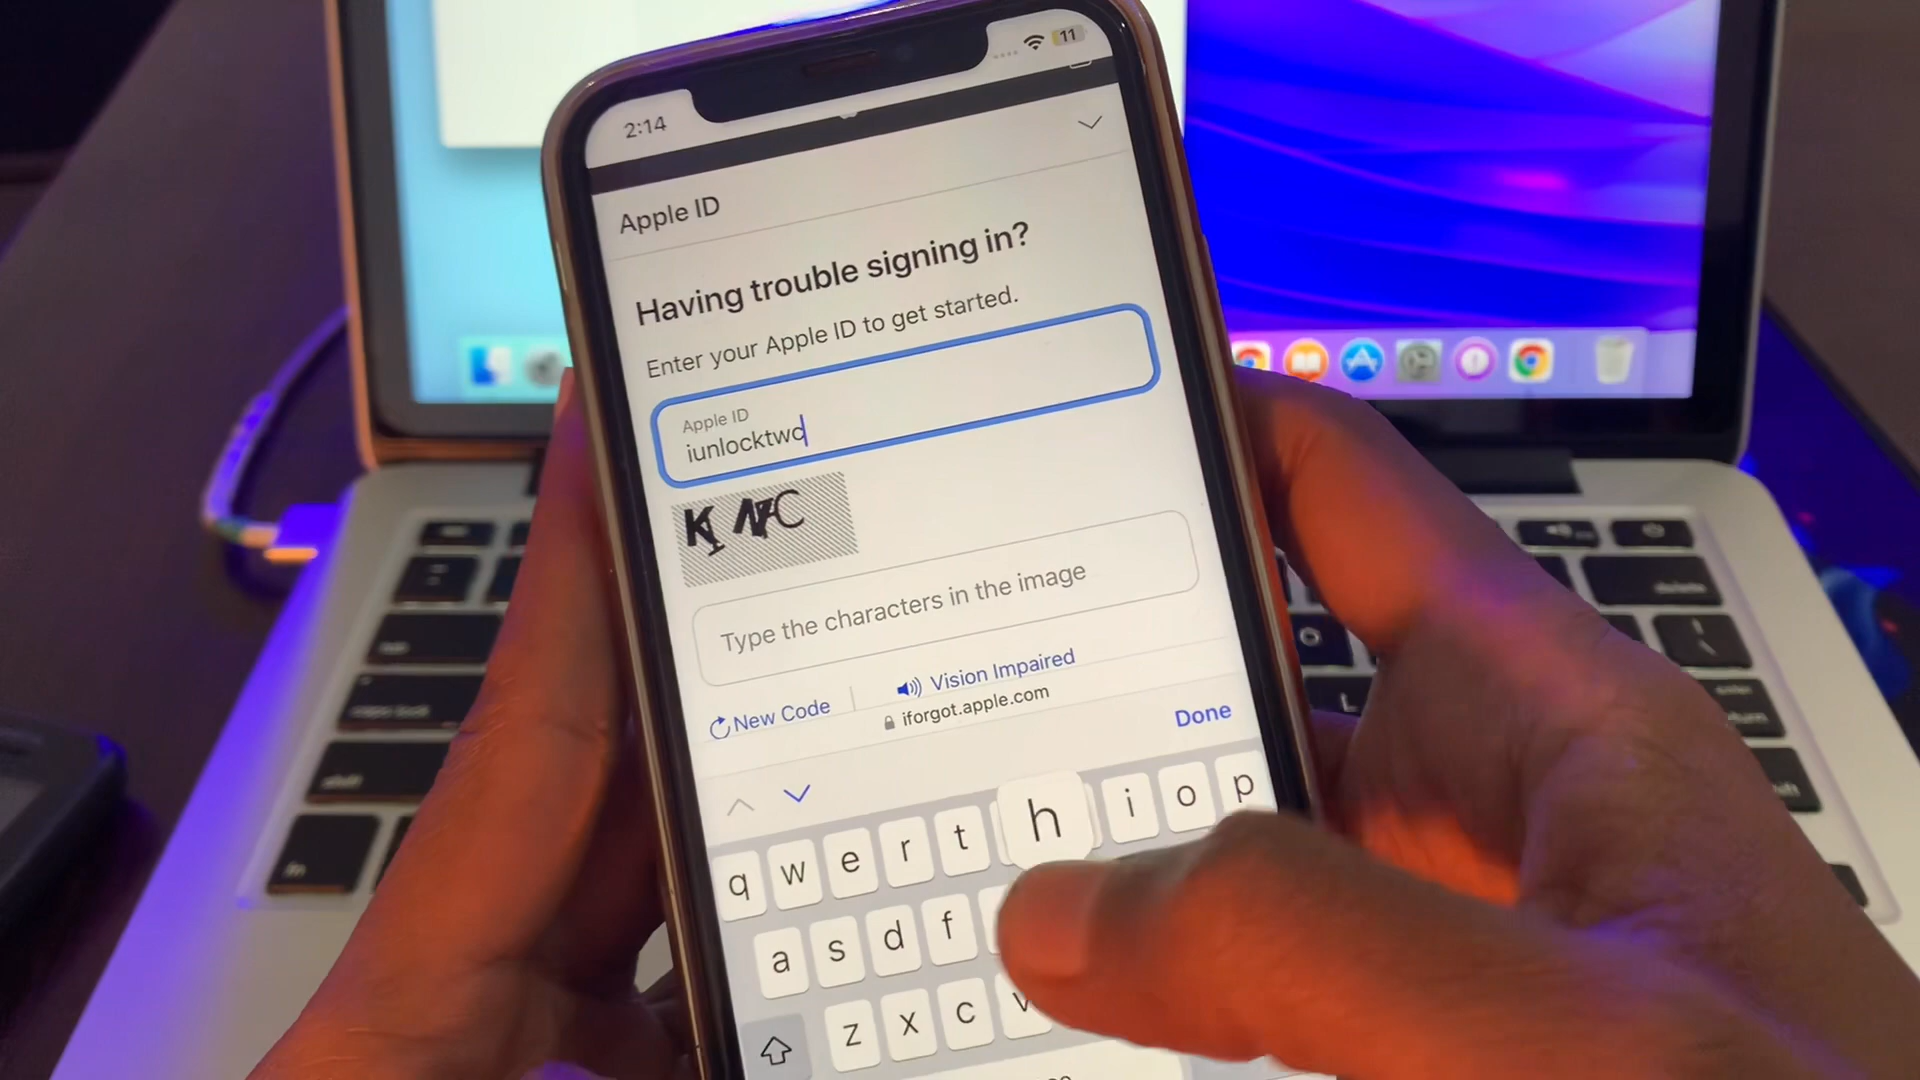 2:14
11
Apple ID
Having trouble signing in?
Enter your Apple ID to get started.
Apple ID
iunlocktwo
Type the characters in the image
New Code
Vision Impaired
iforgot.apple.com
Done
q w e r t h i o p
a s d f
z x c v